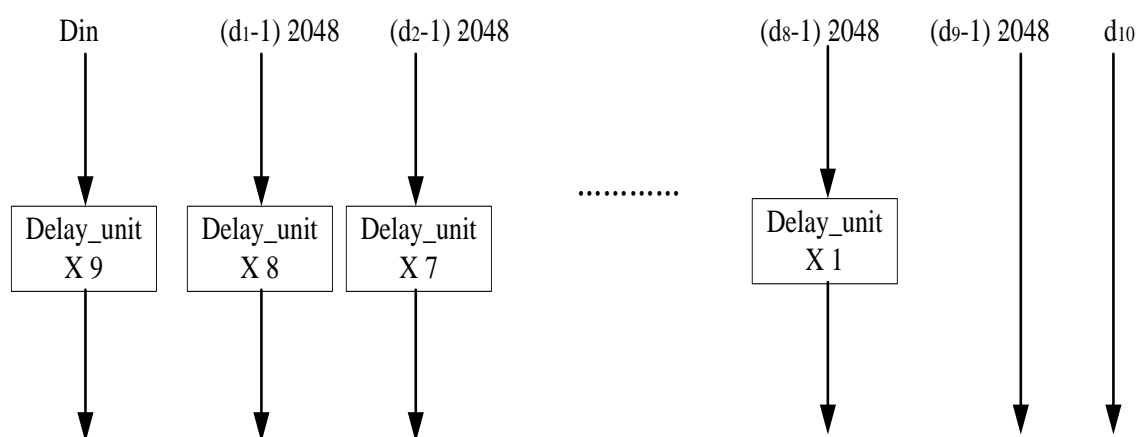 Din (d1-1) 2048 (d2-1) 2048 (d8-1) 2048 (d9-1) 2048 d10
............
Delay_unit X 9
Delay_unit X 8
Delay_unit X 7
Delay_unit X 1